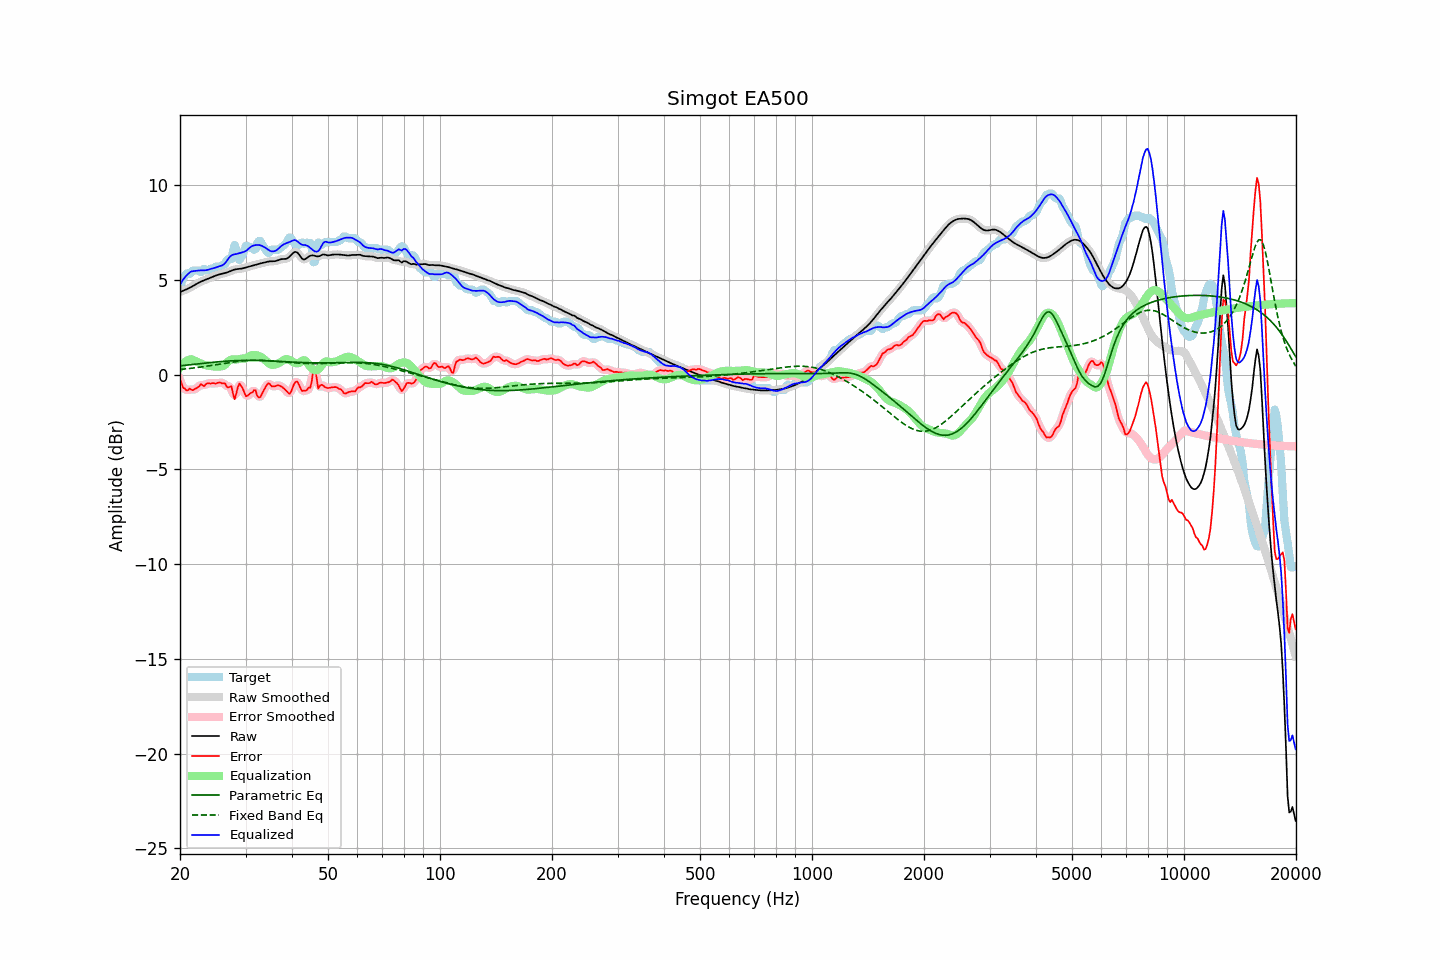 Simgot EA500
Amplitude (dBr)
10
5
0
−5
−10
−15
−20
−25
Target
Raw Smoothed
Error Smoothed
Raw
Error
Equalization
Parametric Eq
Fixed Band Eq
Equalized
20 50 100 200 500 1000 2000 5000 10000 20000
Frequency (Hz)